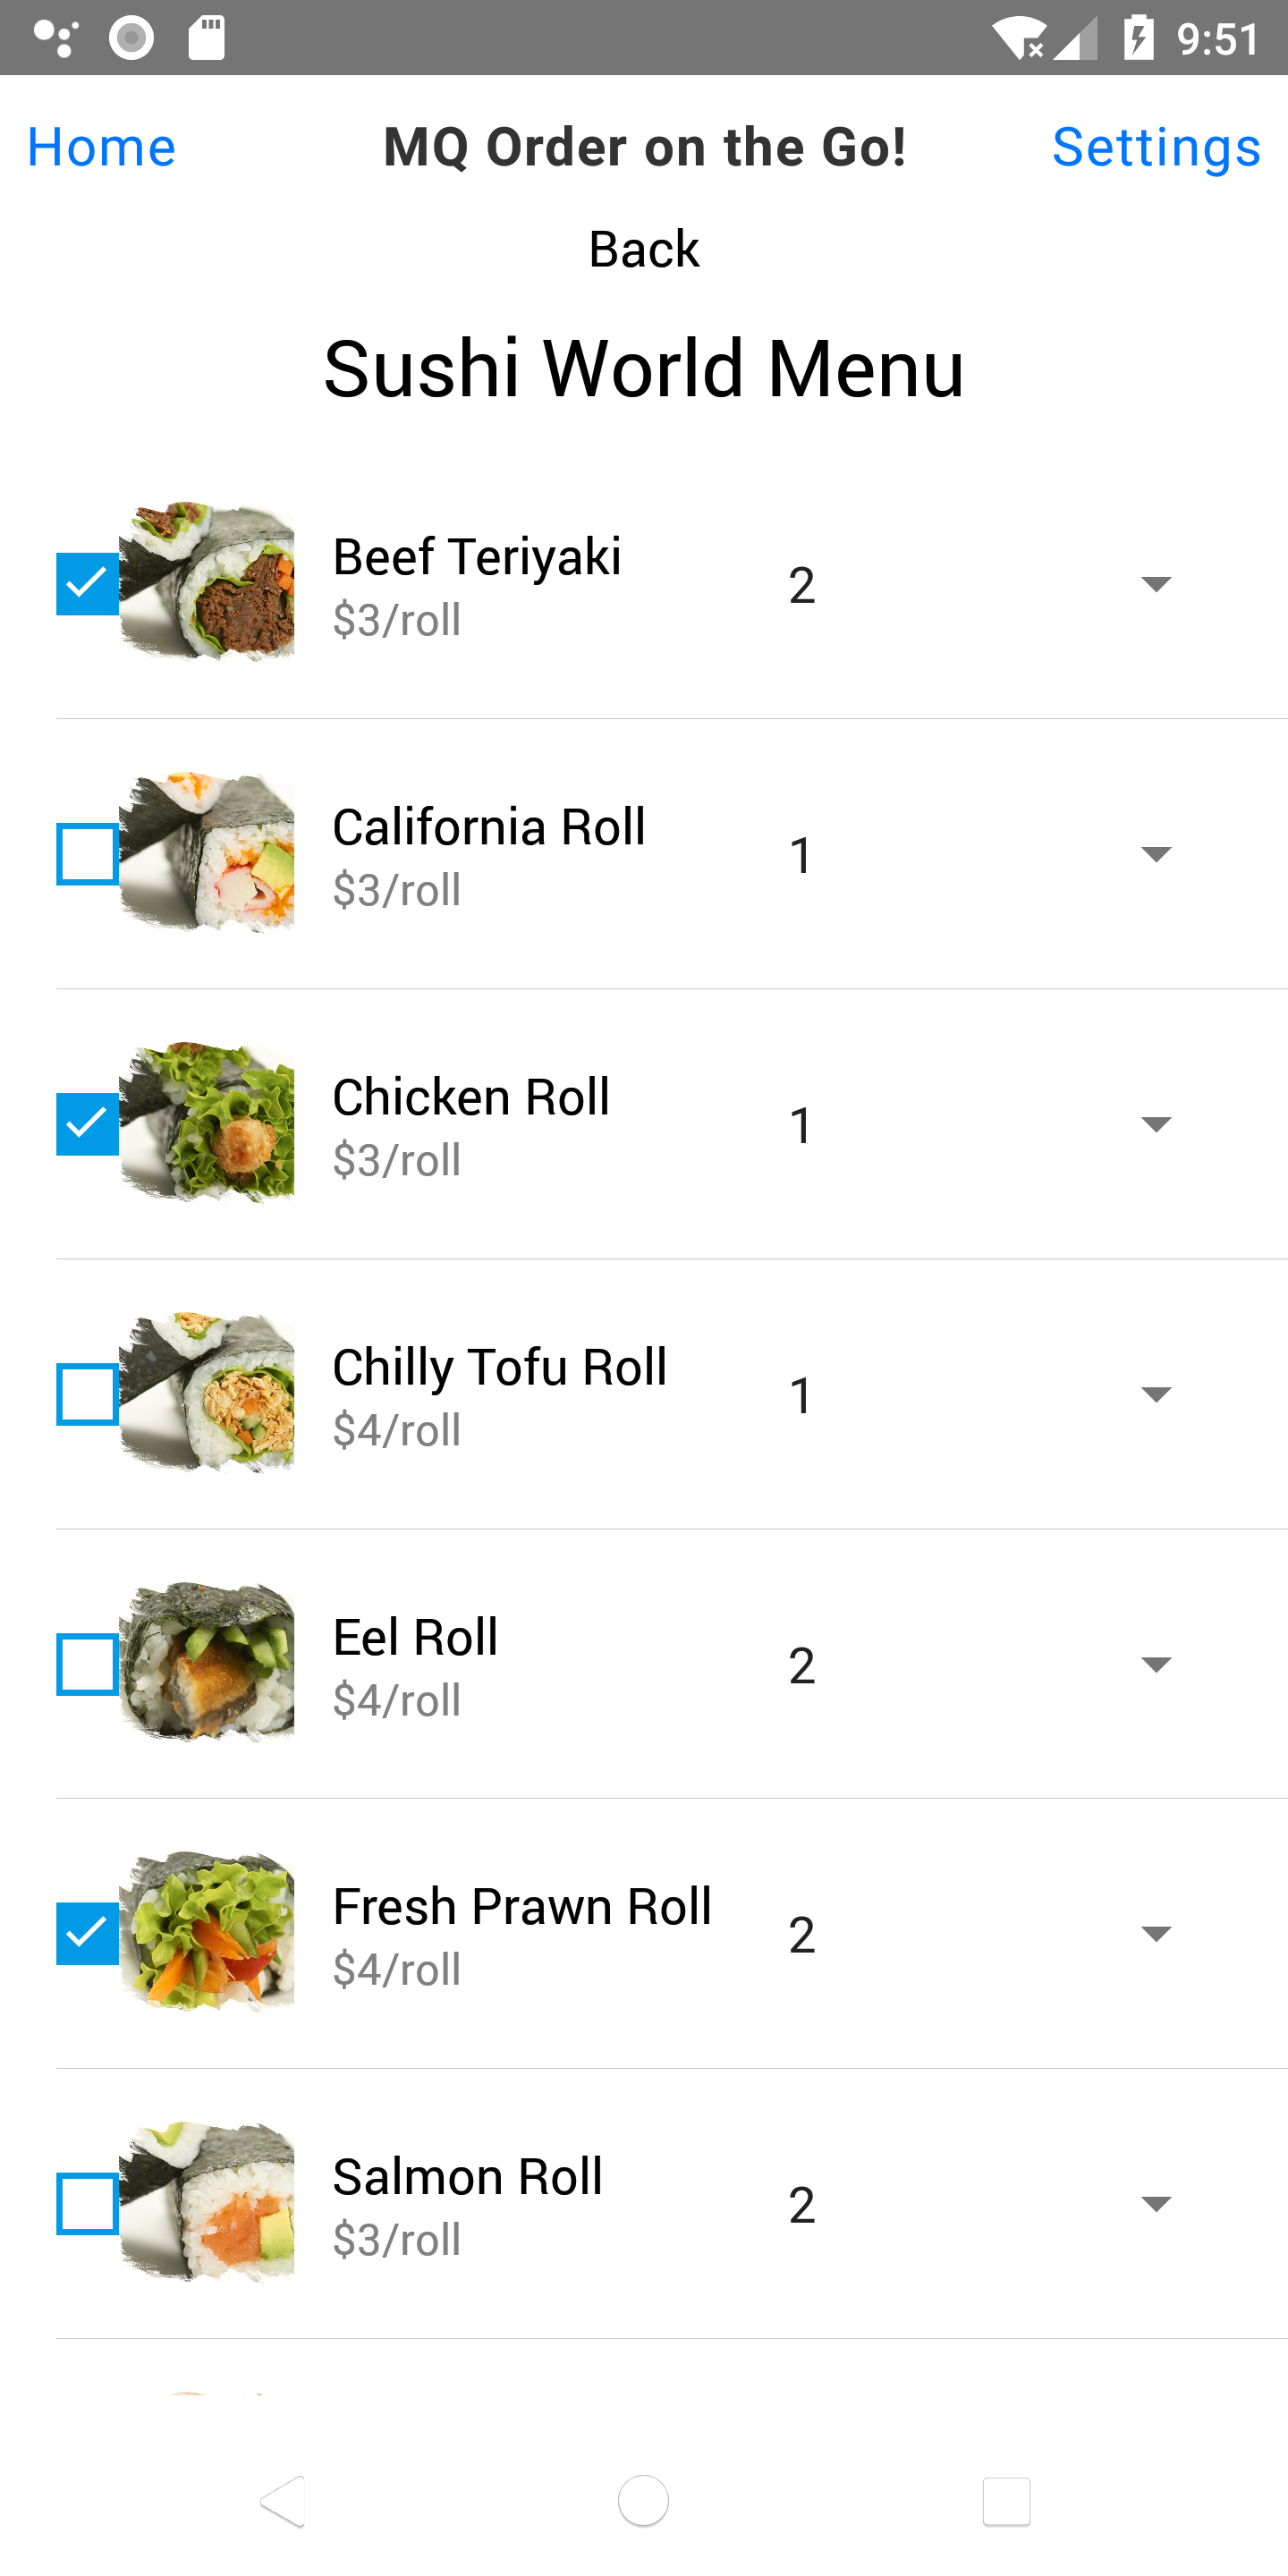 9:51
Home MQ Order on the Go! Settings
Back
Sushi World Menu
Beef Teriyaki
$3/roll
2
California Roll
$3/roll
1
Chicken Roll
$3/roll
1
Chilly Tofu Roll
$4/roll
1
Eel Roll
$4/roll
2
Fresh Prawn Roll
$4/roll
2
Salmon Roll
$3/roll
2